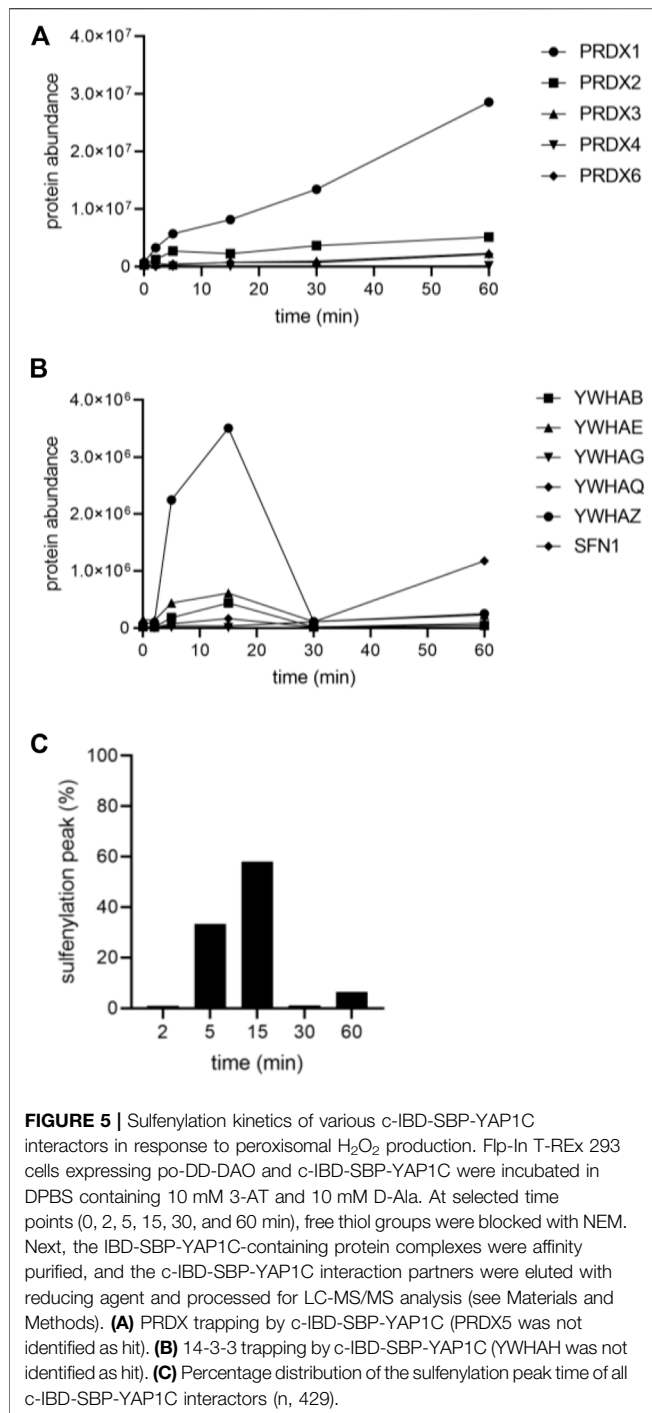 A
4.0×10⁷
3.0×10⁷
2.0×10⁷
1.0×10⁷
0
protein abundance
0 10 20 30 40 50 60
time (min)
PRDX1
PRDX2
PRDX3
PRDX4
PRDX6
B
4.0×10⁶
3.0×10⁶
2.0×10⁶
1.0×10⁶
0
protein abundance
0 10 20 30 40 50 60
time (min)
YWHAB
YWHAE
YWHAG
YWHAQ
YWHAZ
SFN1
C
100
80
60
40
20
0
sulfenylation peak (%)
2 5 15 30 60
time (min)
FIGURE 5 | Sulfenylation kinetics of various c-IBD-SBP-YAP1C
interactors in response to peroxisomal H₂O₂ production. Flp-In T-REx 293
cells expressing po-DD-DAO and c-IBD-SBP-YAP1C were incubated in
DPBS containing 10 mM 3-AT and 10 mM D-Ala. At selected time
points (0, 2, 5, 15, 30, and 60 min), free thiol groups were blocked with NEM.
Next, the IBD-SBP-YAP1C-containing protein complexes were affinity
purified, and the c-IBD-SBP-YAP1C interaction partners were eluted with
reducing agent and processed for LC-MS/MS analysis (see Materials and
Methods). (A) PRDX trapping by c-IBD-SBP-YAP1C (PRDX5 was not
identified as hit). (B) 14-3-3 trapping by c-IBD-SBP-YAP1C (YWHAH was not
identified as hit). (C) Percentage distribution of the sulfenylation peak time of all
c-IBD-SBP-YAP1C interactors (n, 429).